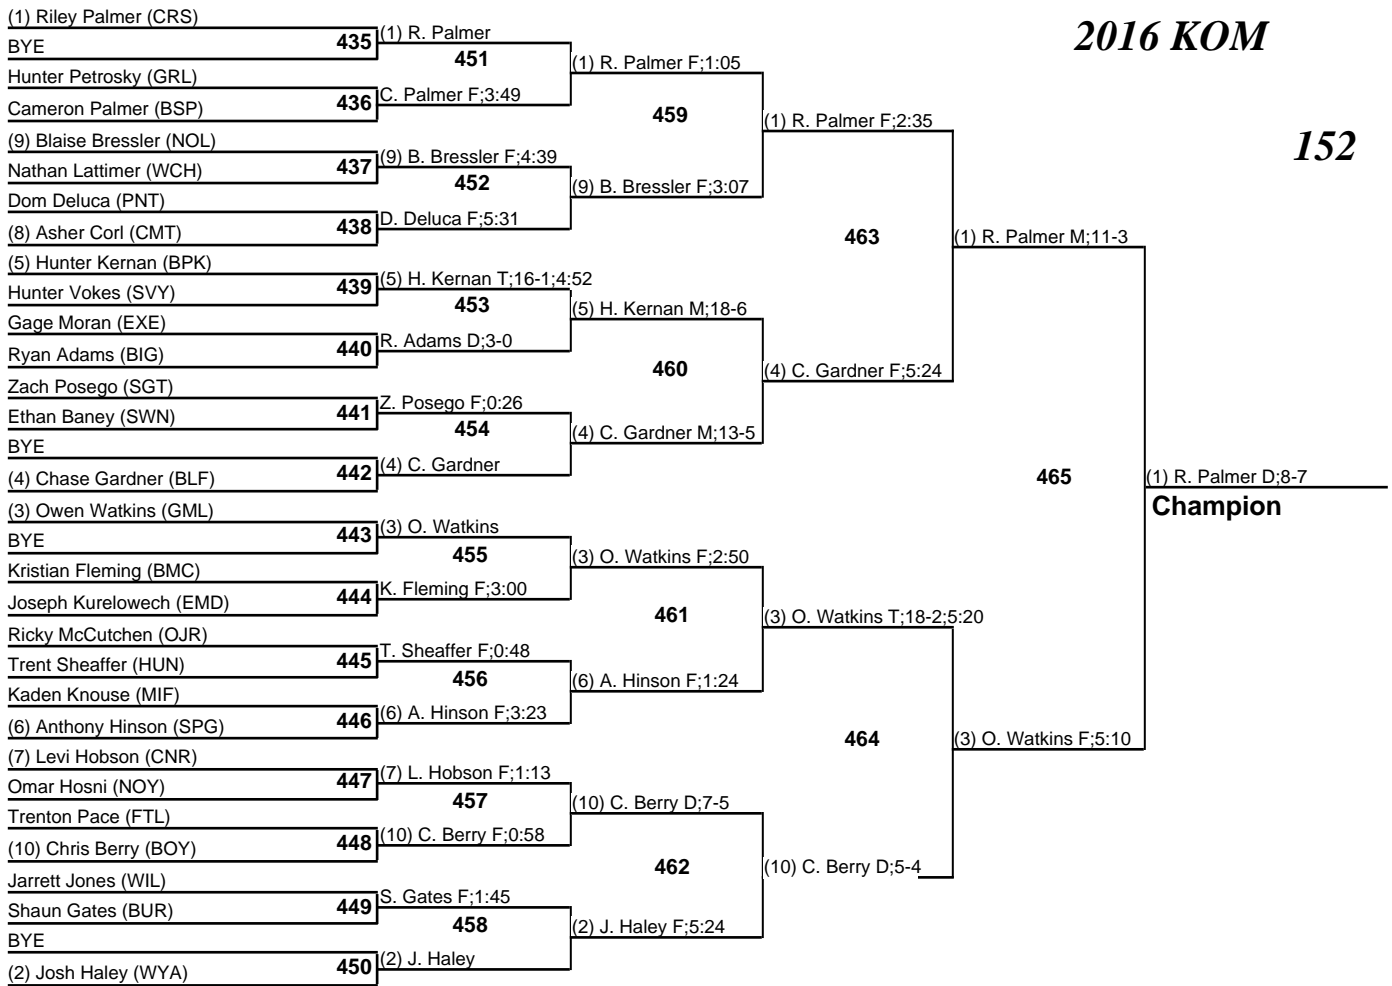 2016 KOM
152
(1) Riley Palmer (CRS)
BYE
Hunter Petrosky (GRL)
Cameron Palmer (BSP)
(9) Blaise Bressler (NOL)
Nathan Lattimer (WCH)
Dom Deluca (PNT)
(8) Asher Corl (CMT)
(5) Hunter Kernan (BPK)
Hunter Vokes (SVY)
Gage Moran (EXE)
Ryan Adams (BIG)
Zach Posego (SGT)
Ethan Baney (SWN)
BYE
(4) Chase Gardner (BLF)
(3) Owen Watkins (GML)
BYE
Kristian Fleming (BMC)
Joseph Kurelowech (EMD)
Ricky McCutchen (OJR)
Trent Sheaffer (HUN)
Kaden Knouse (MIF)
(6) Anthony Hinson (SPG)
(7) Levi Hobson (CNR)
Omar Hosni (NOY)
Trenton Pace (FTL)
(10) Chris Berry (BOY)
Jarrett Jones (WIL)
Shaun Gates (BUR)
BYE
(2) Josh Haley (WYA)
435
436
437
438
439
440
441
442
443
444
445
446
447
448
449
450
(1) R. Palmer
451
C. Palmer F;3:49
(9) B. Bressler F;4:39
452
D. Deluca F;5:31
(5) H. Kernan T;16-1;4:52
453
R. Adams D;3-0
Z. Posego F;0:26
454
(4) C. Gardner
(3) O. Watkins
455
K. Fleming F;3:00
T. Sheaffer F;0:48
456
(6) A. Hinson F;3:23
(7) L. Hobson F;1:13
457
(10) C. Berry F;0:58
S. Gates F;1:45
458
(2) J. Haley
(1) R. Palmer F;1:05
459
(9) B. Bressler F;3:07
(5) H. Kernan M;18-6
460
(4) C. Gardner M;13-5
(3) O. Watkins F;2:50
461
(6) A. Hinson F;1:24
(10) C. Berry D;7-5
462
(2) J. Haley F;5:24
(1) R. Palmer F;2:35
463
(4) C. Gardner F;5:24
(3) O. Watkins T;18-2;5:20
464
(10) C. Berry D;5-4
(1) R. Palmer M;11-3
465
(3) O. Watkins F;5:10
(1) R. Palmer D;8-7
Champion